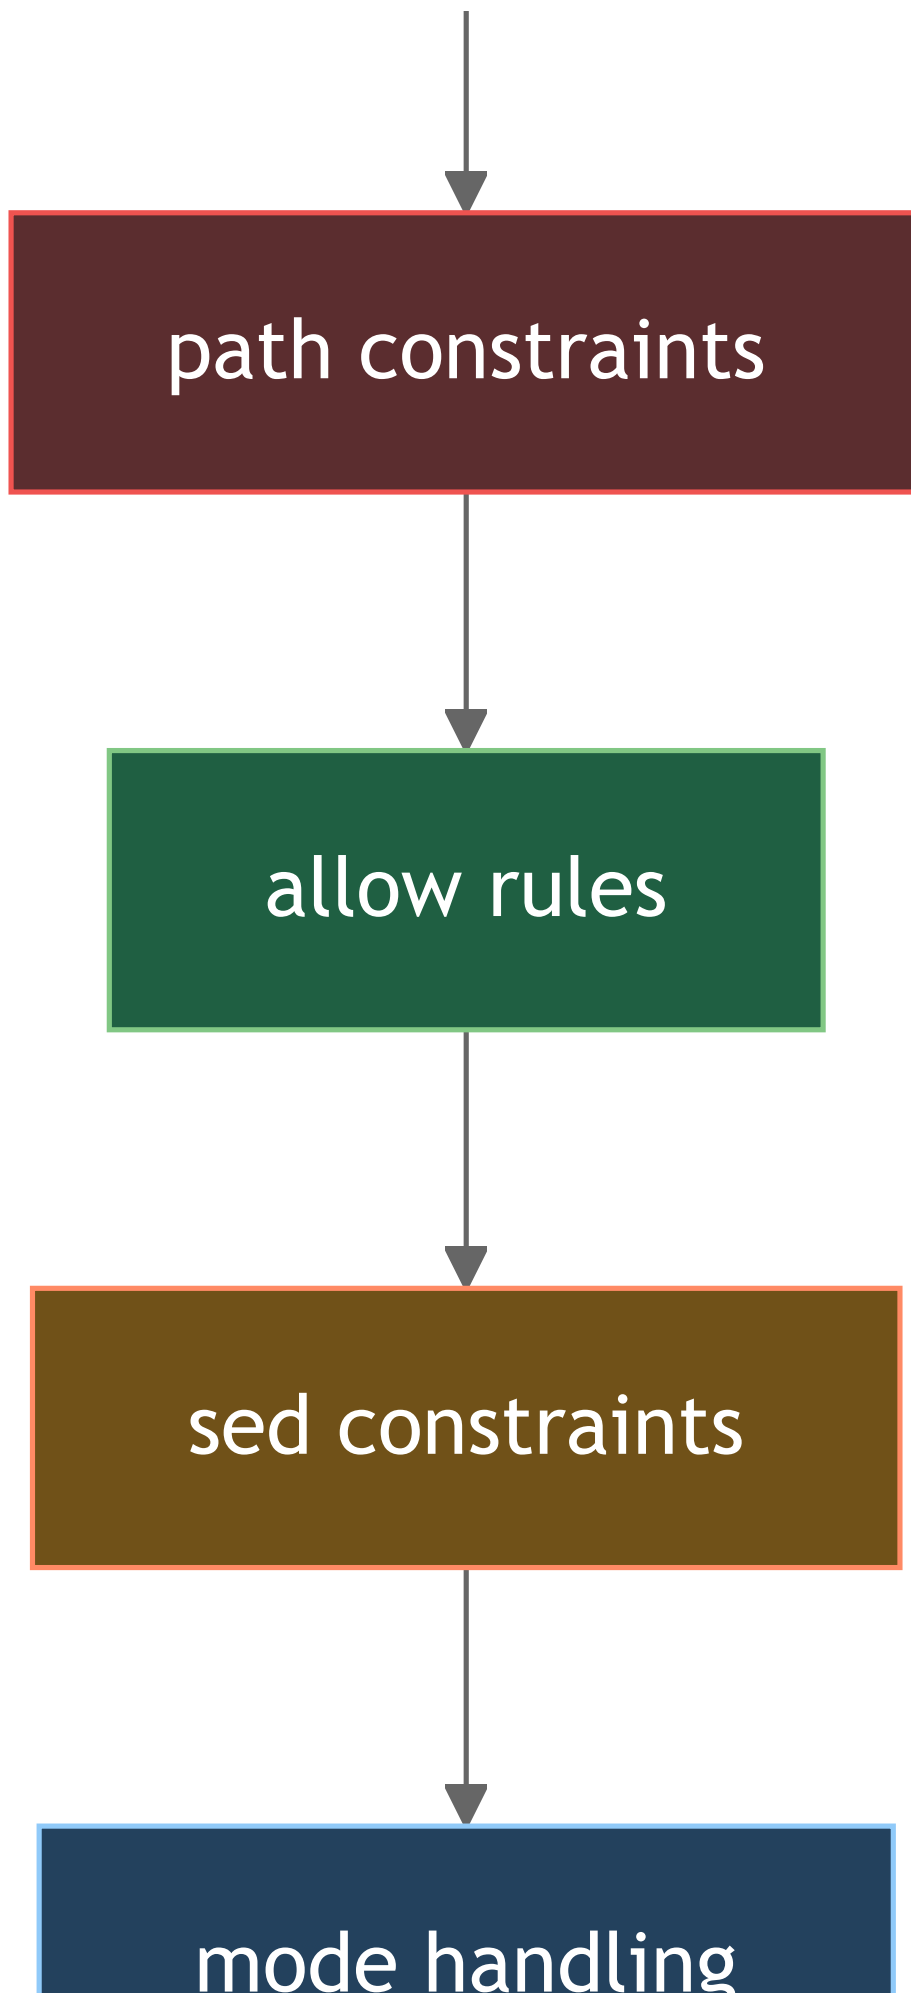 path constraints
allow rules
sed constraints
mode handling